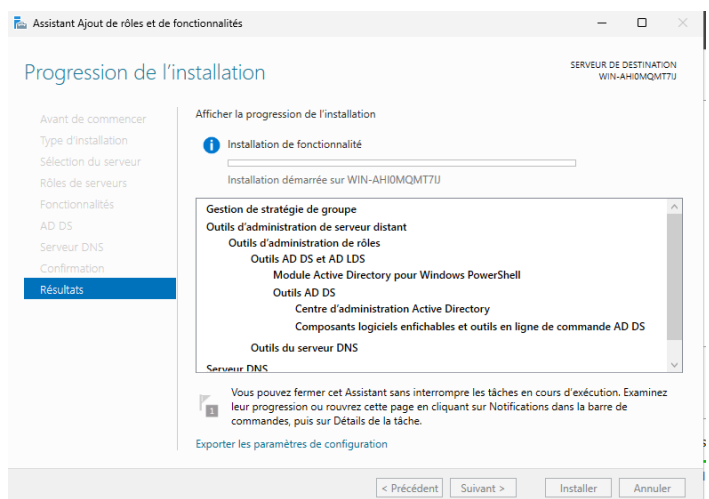 Assistant Ajout de rôles et de fonctionnalités
Progression de l'installation
SERVEUR DE DESTINATION
WIN-AHI0MQMT7IJ
Avant de commencer
Type d'installation
Sélection du serveur
Rôles de serveurs
Fonctionnalités
AD DS
Serveur DNS
Confirmation
Résultats
Afficher la progression de l'installation
Installation de fonctionnalité
Installation démarrée sur WIN-AHI0MQMT7IJ
Gestion de stratégie de groupe
Outils d'administration de serveur distant
Outils d'administration de rôles
Outils AD DS et AD LDS
Module Active Directory pour Windows PowerShell
Outils AD DS
Centre d'administration Active Directory
Composants logiciels enfichables et outils en ligne de commande AD DS
Outils du serveur DNS
Serveur DNS
1
Vous pouvez fermer cet Assistant sans interrompre les tâches en cours d'exécution. Examinez
leur progression ou rouvrez cette page en cliquant sur Notifications dans la barre de
commandes, puis sur Détails de la tâche.
Exporter les paramètres de configuration
< Précédent
Suivant >
Installer
Annuler